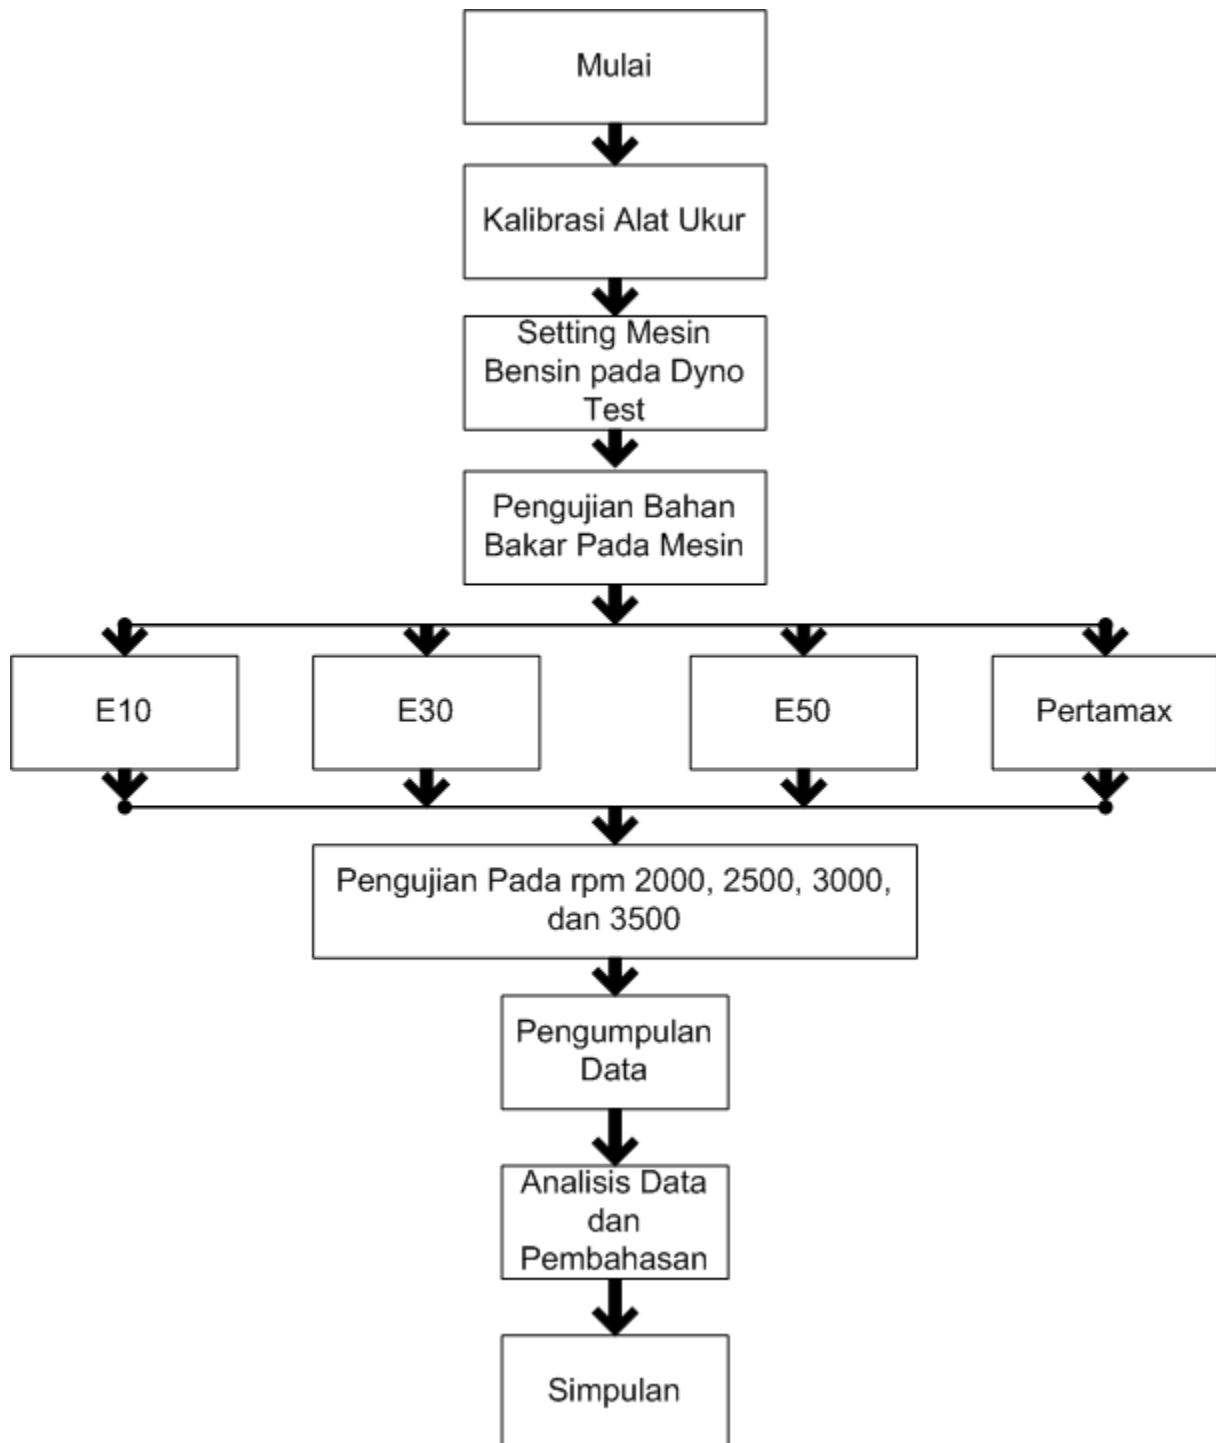 Mulai
Kalibrasi Alat Ukur
Setting Mesin
Bensin pada Dyno
Test
Pengujian Bahan
Bakar Pada Mesin
E10
E30
E50
Pertamax
Pengujian Pada rpm 2000, 2500, 3000,
dan 3500
Pengumpulan
Data
Analisis Data
dan
Pembahasan
Simpulan